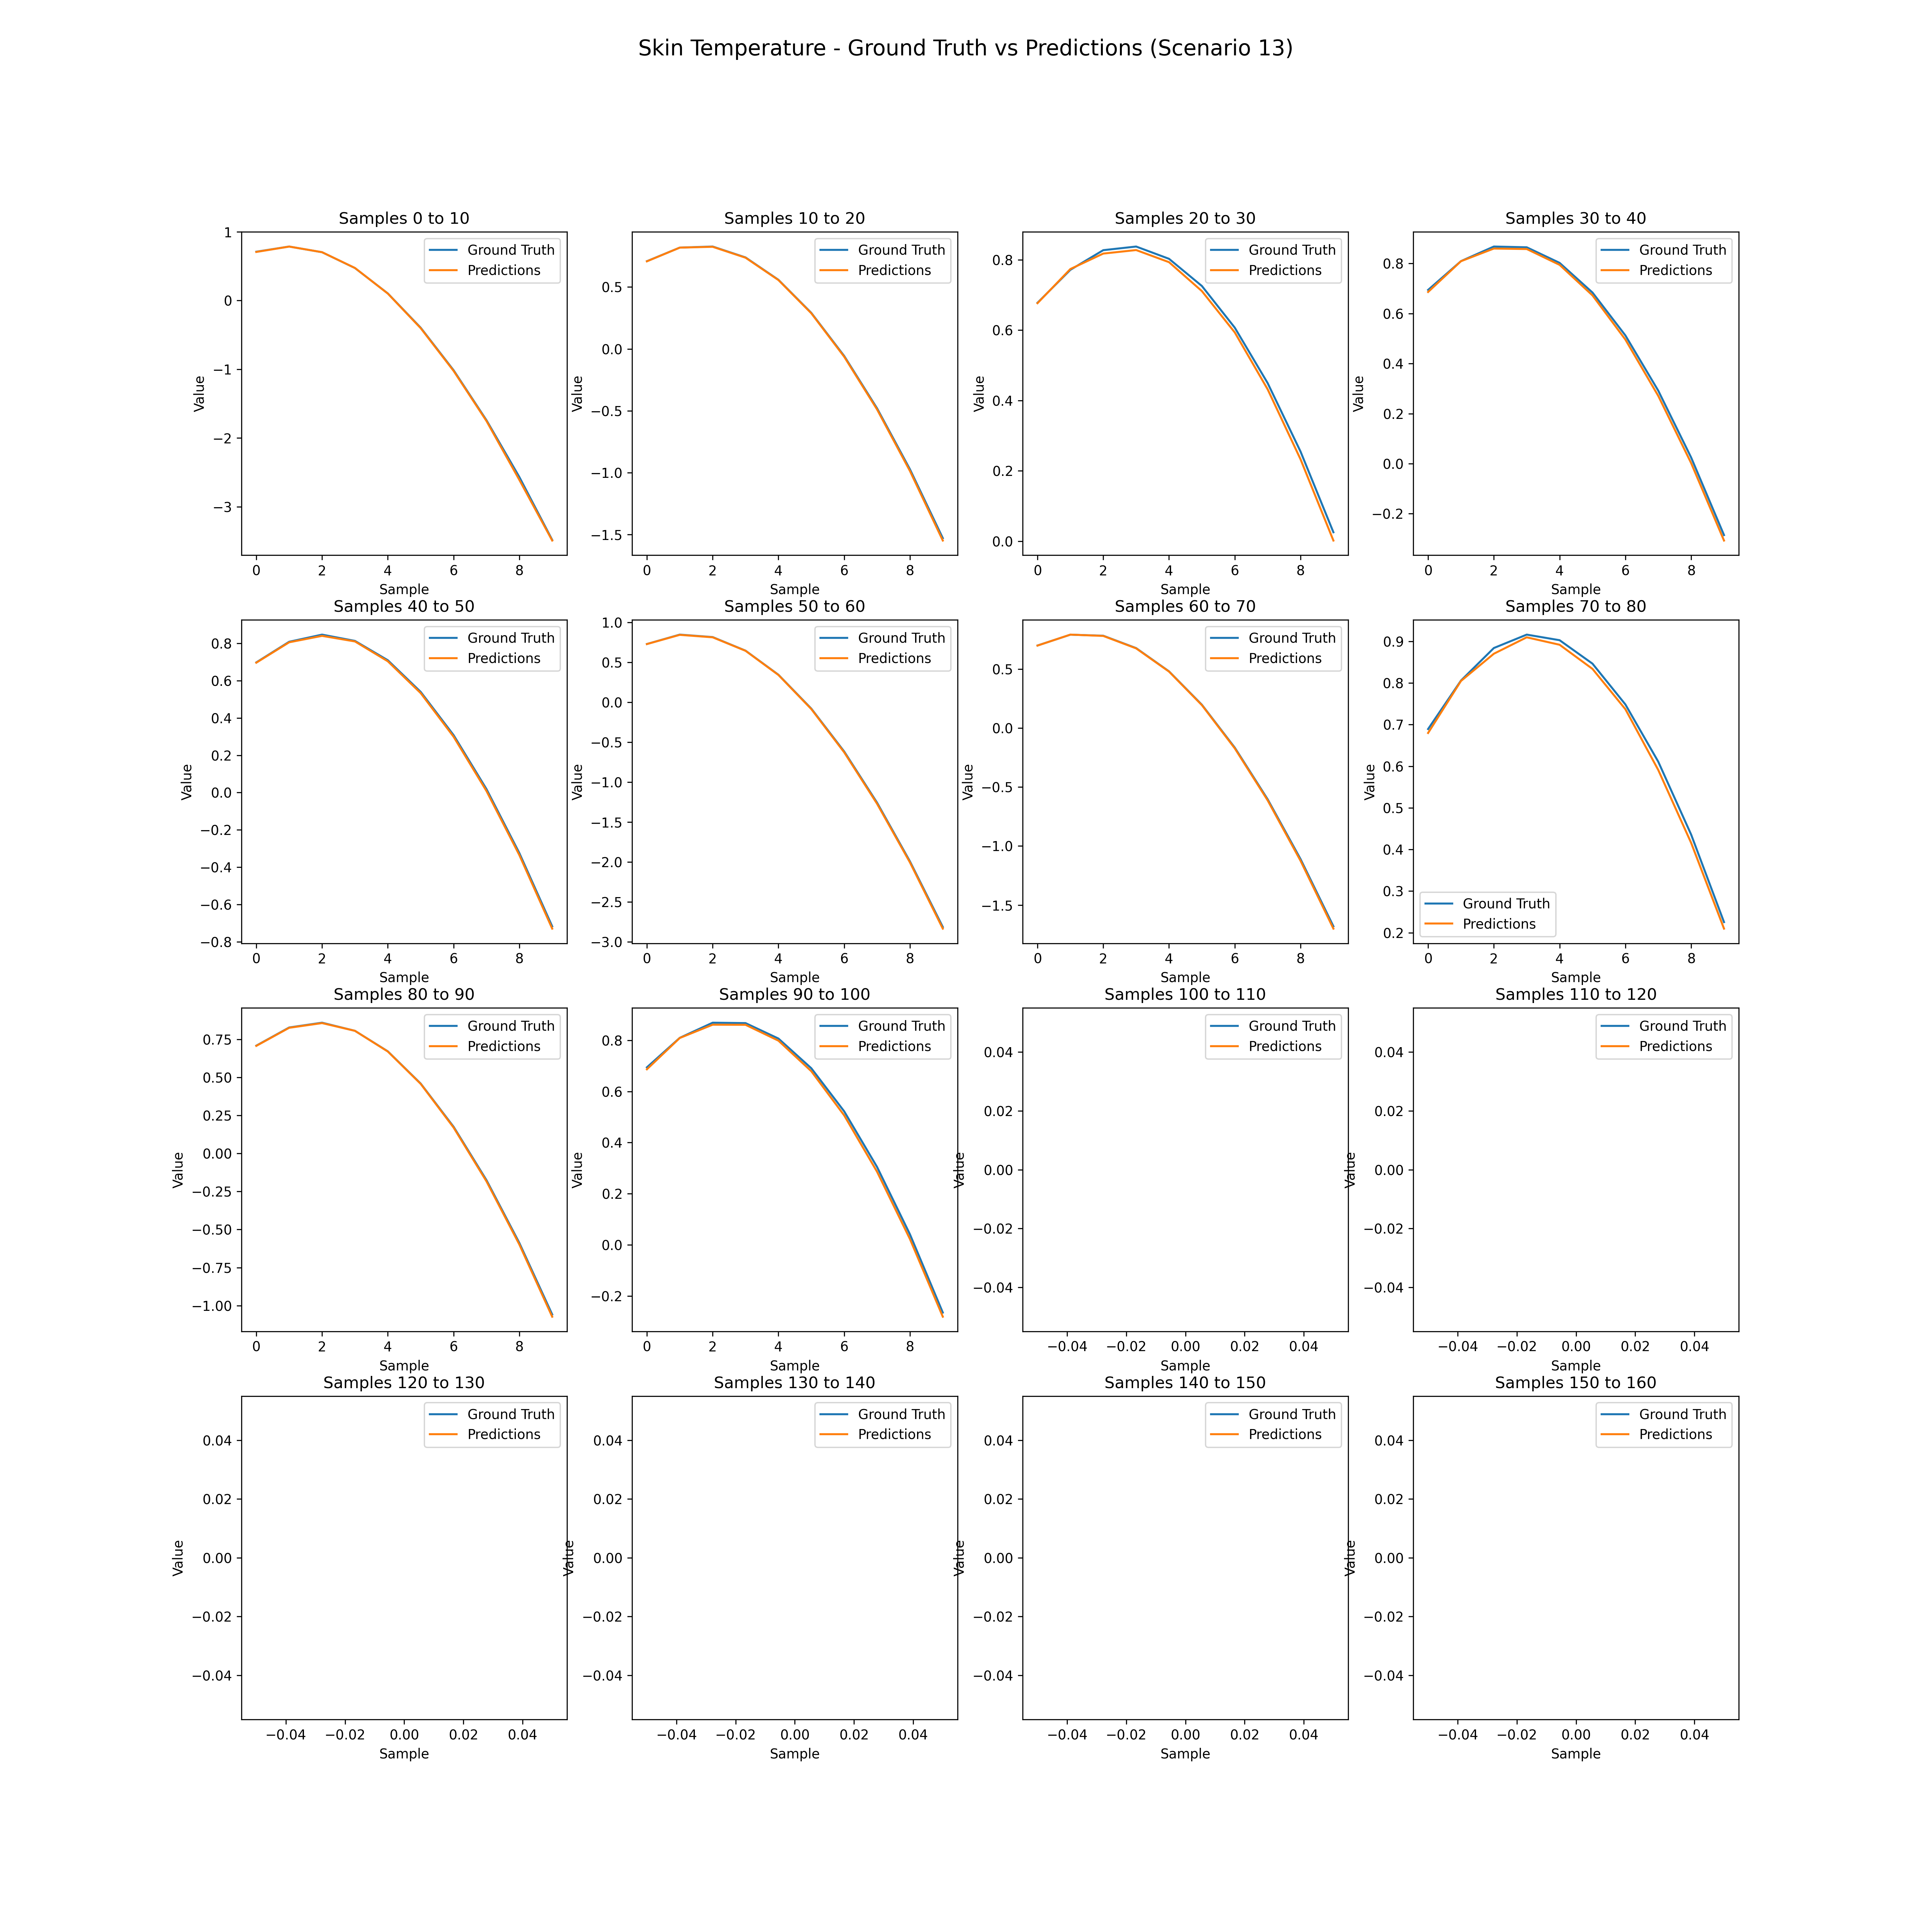 Skin Temperature - Ground Truth vs Predictions (Scenario 13)
Samples 0 to 10
Ground Truth
Predictions
1
0
−1
−2
−3
Value
0 2 4 6 8
Sample
Samples 10 to 20
Ground Truth
Predictions
0.5
0.0
−0.5
−1.0
−1.5
Value
0 2 4 6 8
Sample
Samples 20 to 30
Ground Truth
Predictions
0.8
0.6
0.4
0.2
0.0
Value
0 2 4 6 8
Sample
Samples 30 to 40
Ground Truth
Predictions
0.8
0.6
0.4
0.2
0.0
−0.2
Value
0 2 4 6 8
Sample
Samples 40 to 50
Ground Truth
Predictions
0.8
0.6
0.4
0.2
0.0
−0.2
−0.4
−0.6
−0.8
Value
0 2 4 6 8
Sample
Samples 50 to 60
Ground Truth
Predictions
1.0
0.5
0.0
−0.5
−1.0
−1.5
−2.0
−2.5
−3.0
Value
0 2 4 6 8
Sample
Samples 60 to 70
Ground Truth
Predictions
0.5
0.0
−0.5
−1.0
−1.5
Value
0 2 4 6 8
Sample
Samples 70 to 80
0.9
0.8
0.7
0.6
0.5
0.4
0.3
0.2
Value
Ground Truth
Predictions
0 2 4 6 8
Sample
Samples 80 to 90
Ground Truth
Predictions
0.75
0.50
0.25
0.00
−0.25
−0.50
−0.75
−1.00
Value
0 2 4 6 8
Sample
Samples 90 to 100
Ground Truth
Predictions
0.8
0.6
0.4
0.2
0.0
−0.2
Value
0 2 4 6 8
Sample
Samples 100 to 110
Ground Truth
Predictions
0.04
0.02
0.00
−0.02
−0.04
Value
−0.04 −0.02 0.00 0.02 0.04
Sample
Samples 110 to 120
Ground Truth
Predictions
0.04
0.02
0.00
−0.02
−0.04
Value
−0.04 −0.02 0.00 0.02 0.04
Sample
Samples 120 to 130
Ground Truth
Predictions
0.04
0.02
0.00
−0.02
−0.04
Value
−0.04 −0.02 0.00 0.02 0.04
Sample
Samples 130 to 140
Ground Truth
Predictions
0.04
0.02
0.00
−0.02
−0.04
Value
−0.04 −0.02 0.00 0.02 0.04
Sample
Samples 140 to 150
Ground Truth
Predictions
0.04
0.02
0.00
−0.02
−0.04
Value
−0.04 −0.02 0.00 0.02 0.04
Sample
Samples 150 to 160
Ground Truth
Predictions
0.04
0.02
0.00
−0.02
−0.04
Value
−0.04 −0.02 0.00 0.02 0.04
Sample